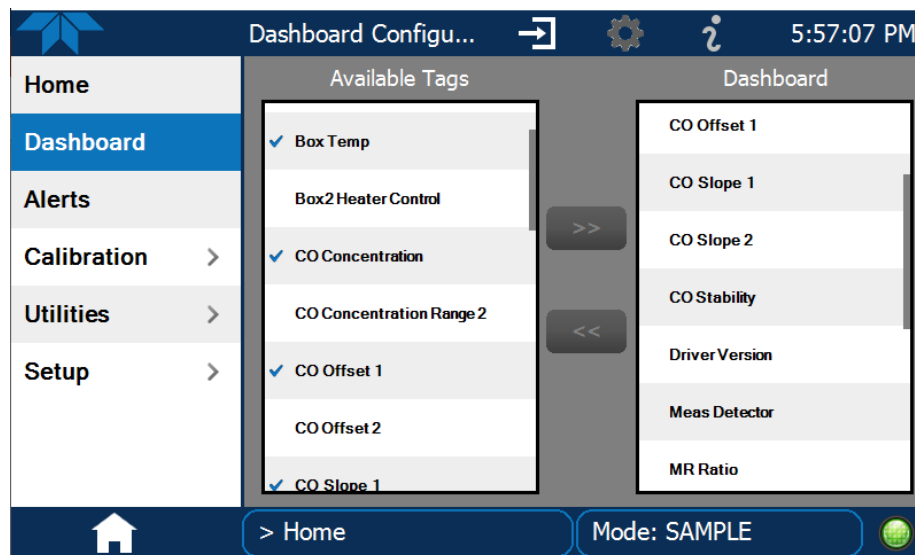 Dashboard Configu...
5:57:07 PM
Home
Dashboard
Alerts
Calibration >
Utilities >
Setup >
Available Tags
Box Temp
Box2 Heater Control
CO Concentration
CO Concentration Range 2
CO Offset 1
CO Offset 2
CO Slope 1
>>
<<
Dashboard
CO Offset 1
CO Slope 1
CO Slope 2
CO Stability
Driver Version
Meas Detector
MR Ratio
> Home
Mode: SAMPLE